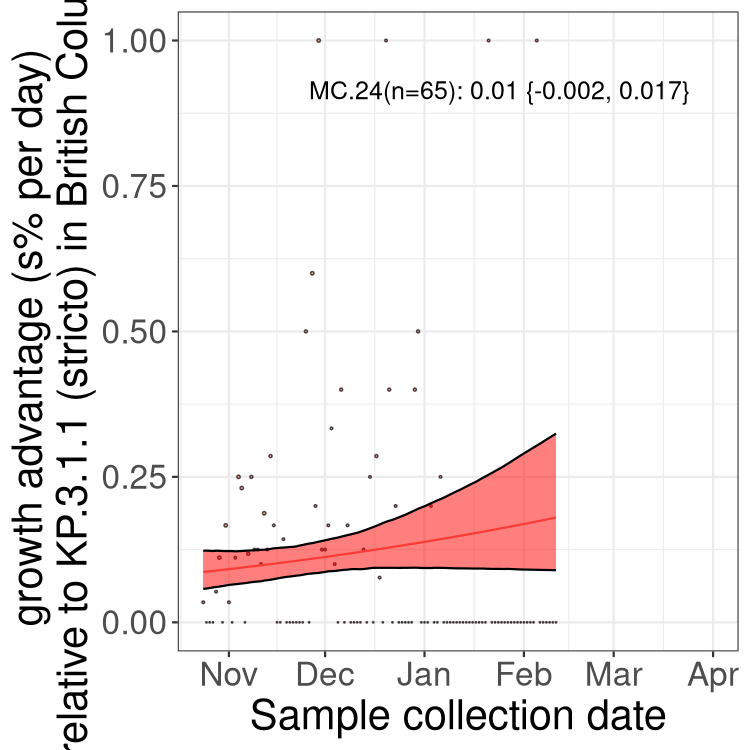 growth advantage (s% per day)
relative to KP.3.1.1 (stricto) in British Colu
1.00
0.75
0.50
0.25
0.00
MC.24(n=65): 0.01 {-0.002, 0.017}
Nov Dec Jan Feb Mar Apr
Sample collection date